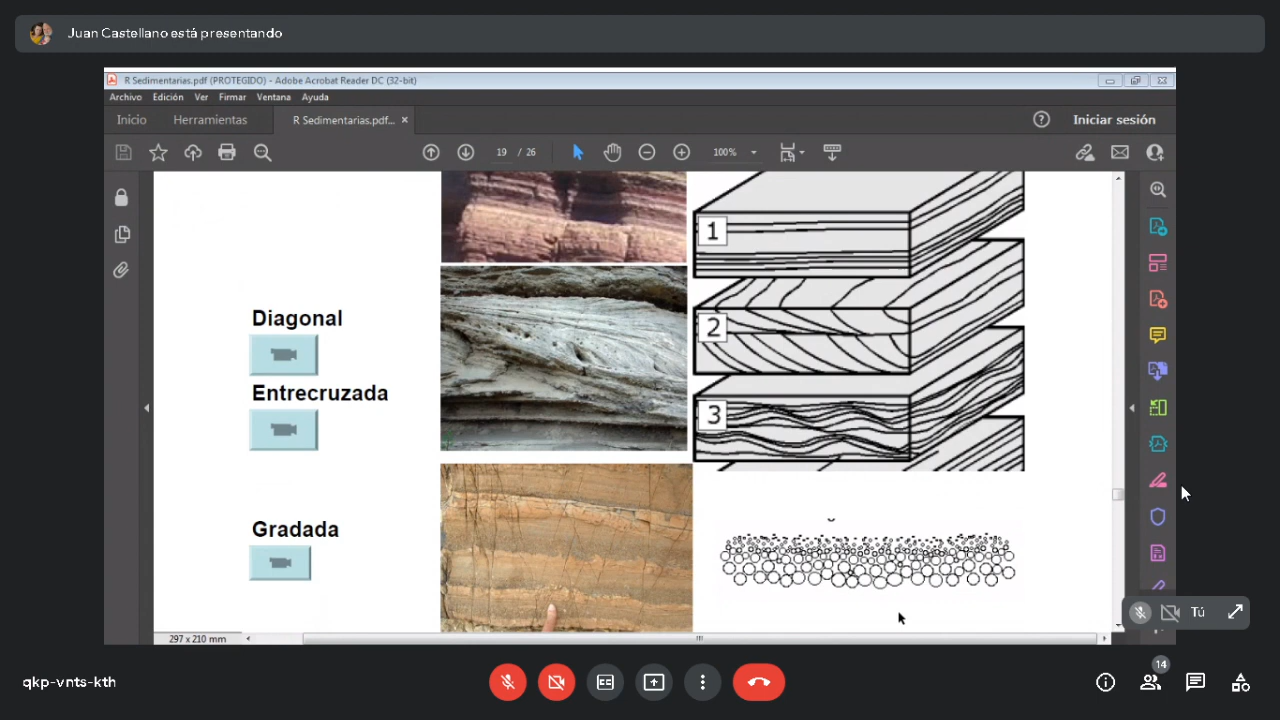 Juan Castellano está presentando
R Sedimentarias.pdf (PROTEGIDO) - Adobe Acrobat Reader DC (32-bit)
Archivo Edición Ver Firmar Ventana Ayuda
Inicio Herramientas R Sedimentarias.pdf... × Iniciar sesión
19 / 26 100%
1
Diagonal
2
Entrecruzada
3
Gradada
Tú
297 x 210 mm
qkp-vnts-kth
14